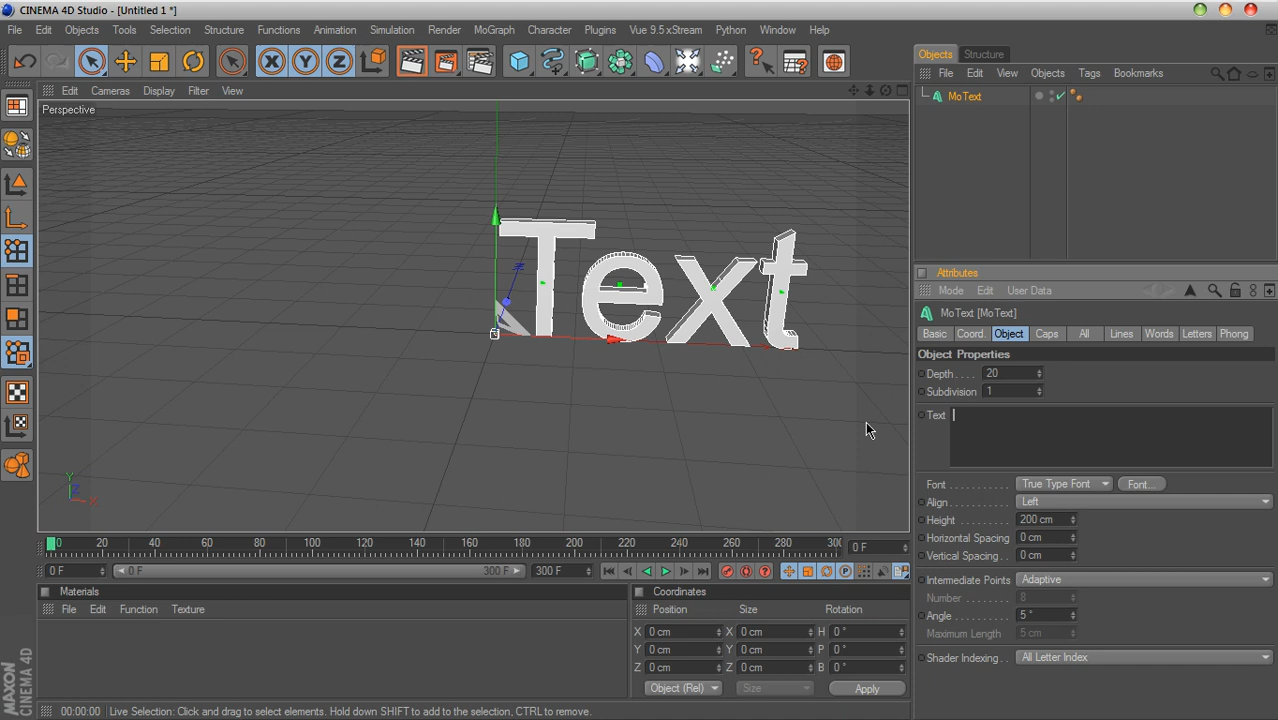 CINEMA 4D Studio - [Untitled 1 *]
File Edit Objects Tools Selection Structure Functions Animation Simulation Render MoGraph Character Plugins Vue 9.5 xStream Python Window Help
Edit Cameras Display Filter View
Perspective
Text
Y
Z
X
0 20 40 60 80 100 120 140 160 180 200 220 240 260 280 30
0 F
0 F 0 F 300 F 300 F
Materials
File Edit Function Texture
Coordinates
Position Size Rotation
X 0 cm X 0 cm H 0 °
Y 0 cm Y 0 cm P 0 °
Z 0 cm Z 0 cm B 0 °
Object (Rel) Size Apply
MAXON
CINEMA 4D
00:00:00 Live Selection: Click and drag to select elements. Hold down SHIFT to add to the selection, CTRL to remove.
Objects Structure
File Edit View Objects Tags Bookmarks
MoText
Attributes
Mode Edit User Data
MoText [MoText]
Basic Coord. Object Caps All Lines Words Letters Phong
Object Properties
Depth . . . . 20
Subdivision 1
Text
Font . . . . . . . . . . . True Type Font Font...
Align . . . . . . . . . . . Left
Height . . . . . . . . . 200 cm
Horizontal Spacing 0 cm
Vertical Spacing . . 0 cm
Intermediate Points Adaptive
Number . . . . . . . . 8
Angle . . . . . . . . . . 5 °
Maximum Length 5 cm
Shader Indexing . . All Letter Index